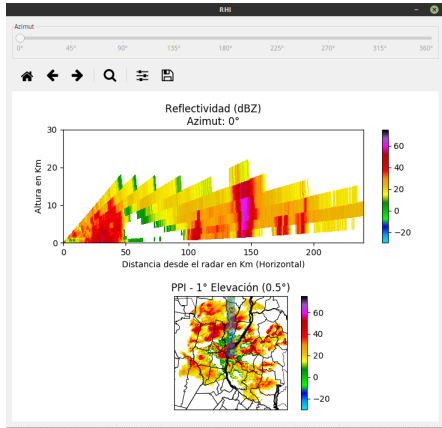 RHI
Azimut
0° 45° 90° 135° 180° 225° 270° 315° 360°
Reflectividad (dBZ)
Azimut: 0°
30
20
10
0
Altura en Km
0 50 100 150 200
Distancia desde el radar en Km (Horizontal)
60
40
20
0
−20
PPI - 1° Elevación (0.5°)
60
40
20
0
−20